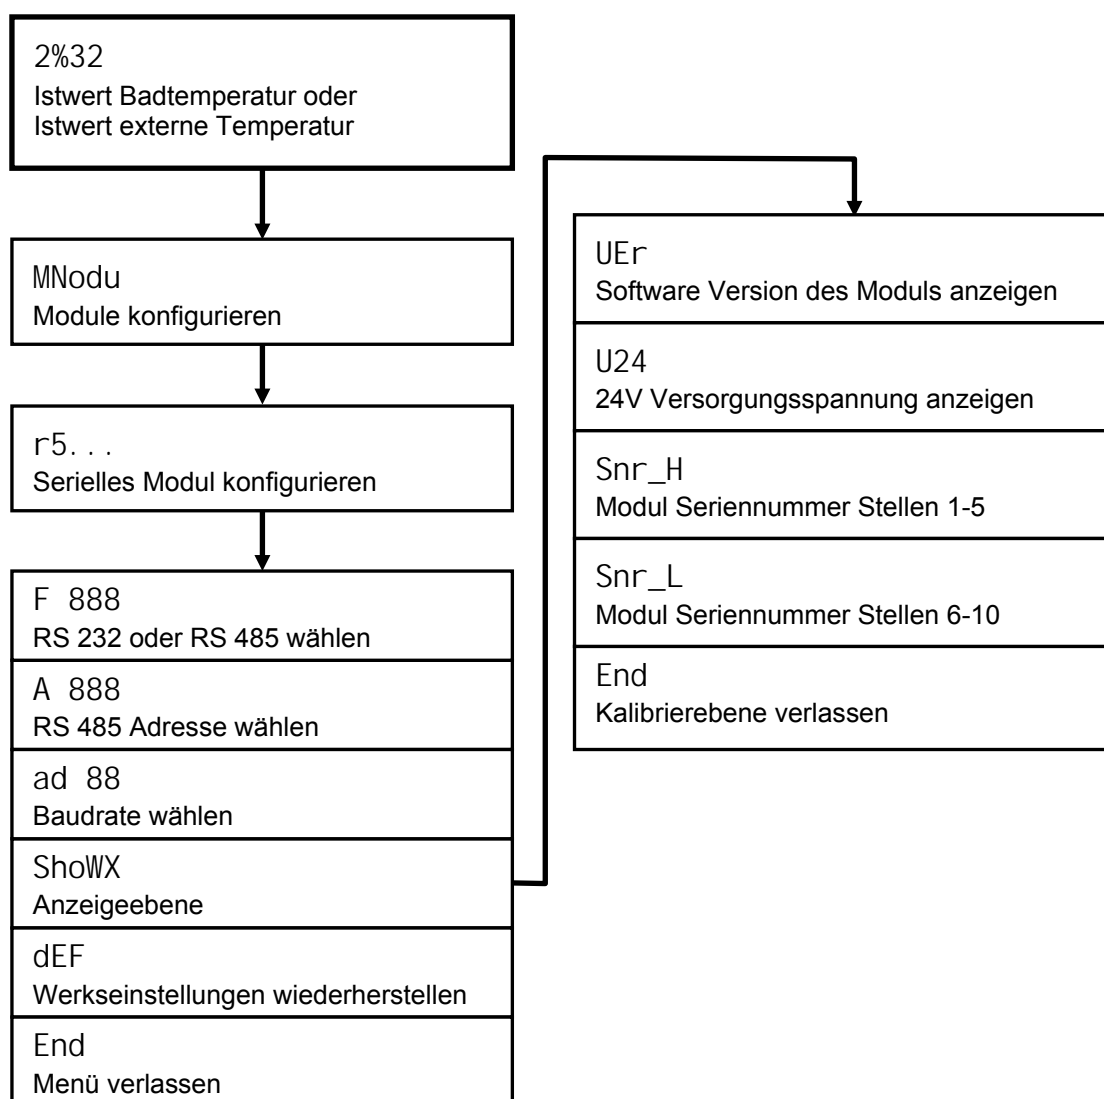 2%32
Istwert Badtemperatur oder
Istwert externe Temperatur
MNodu
Module konfigurieren
r5...
Serielles Modul konfigurieren
F 888
RS 232 oder RS 485 wählen
A 888
RS 485 Adresse wählen
ad 88
Baudrate wählen
ShoWX
Anzeigeebene
dEF
Werkseinstellungen wiederherstellen
End
Menü verlassen
UEr
Software Version des Moduls anzeigen
U24
24V Versorgungsspannung anzeigen
Snr_H
Modul Seriennummer Stellen 1-5
Snr_L
Modul Seriennummer Stellen 6-10
End
Kalibrierebene verlassen